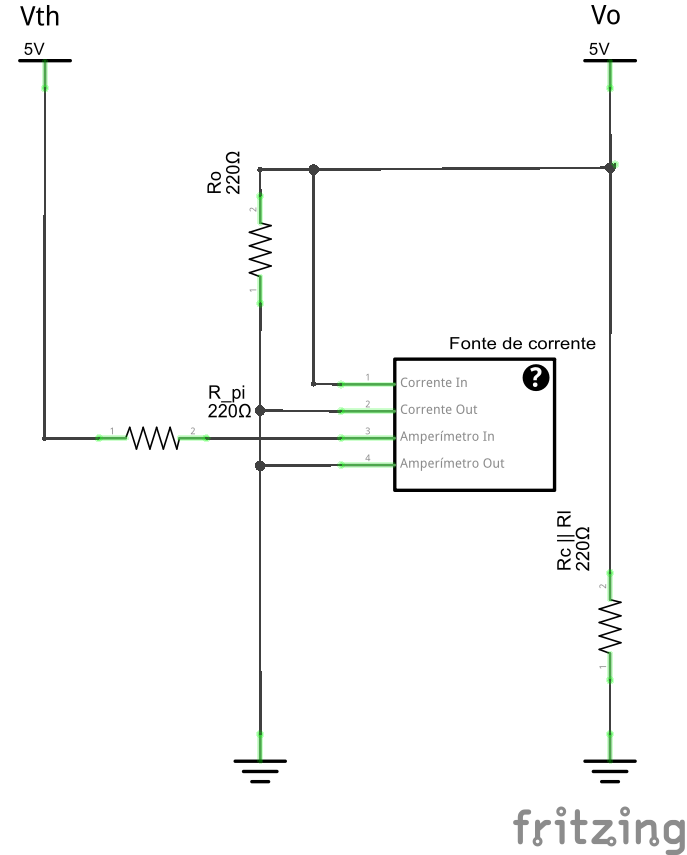 Vth
Vo
5V
5V
Ro
220Ω
2
1
Fonte de corrente
?
1
Corrente In
R_pi
220Ω
2
Corrente Out
1
2
3
Amperímetro In
4
Amperímetro Out
Rc || Rl
220Ω
2
1
fritzing